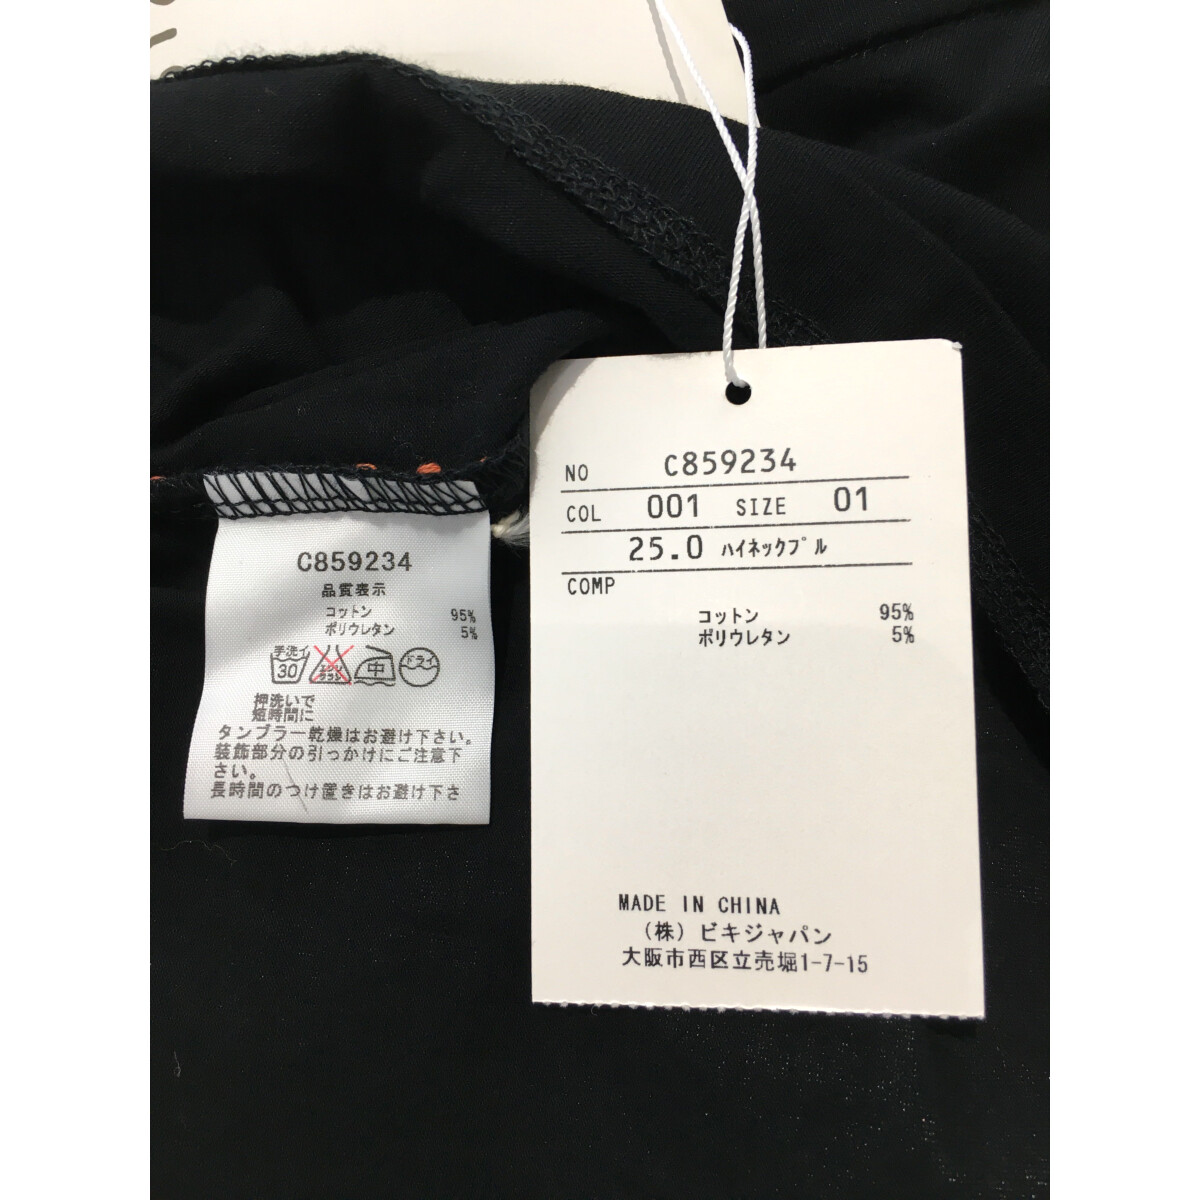 C859234
品質表示
コットン 95%
ポリウレタン 5%
手洗イ
30
エンソ
サラシ
中
ドライ
押洗いで
短時間に
タンブラー乾燥はお避け下さい。
装飾部分の引っかけにご注意下
さい。
長時間のつけ置きはお避け下さ
NO C859234
COL 001 SIZE 01
25.0 ハイネックプル
COMP
コットン 95%
ポリウレタン 5%
MADE IN CHINA
(株) ビキジャパン
大阪市西区立売堀1-7-15